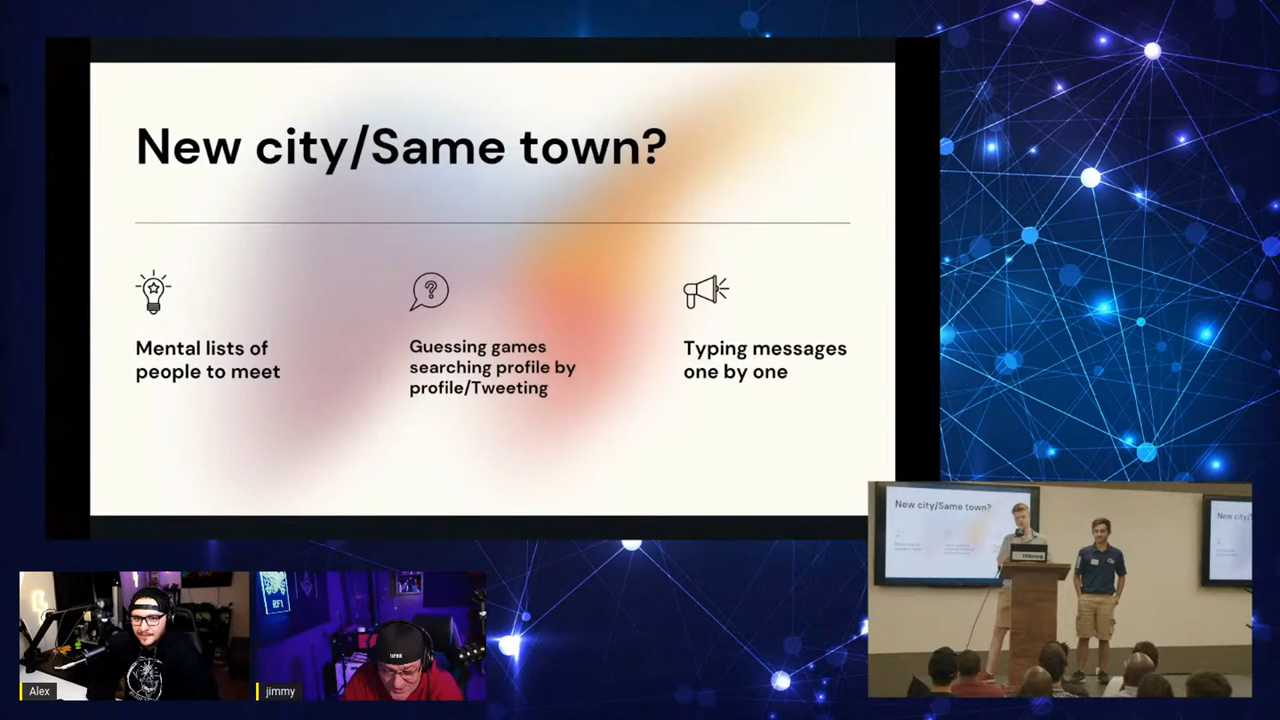 New city/Same town?
Mental lists of
people to meet
Guessing games
searching profile by
profile/Tweeting
Typing messages
one by one
New city/Same town?
New city/S
Alex
jimmy
RF1